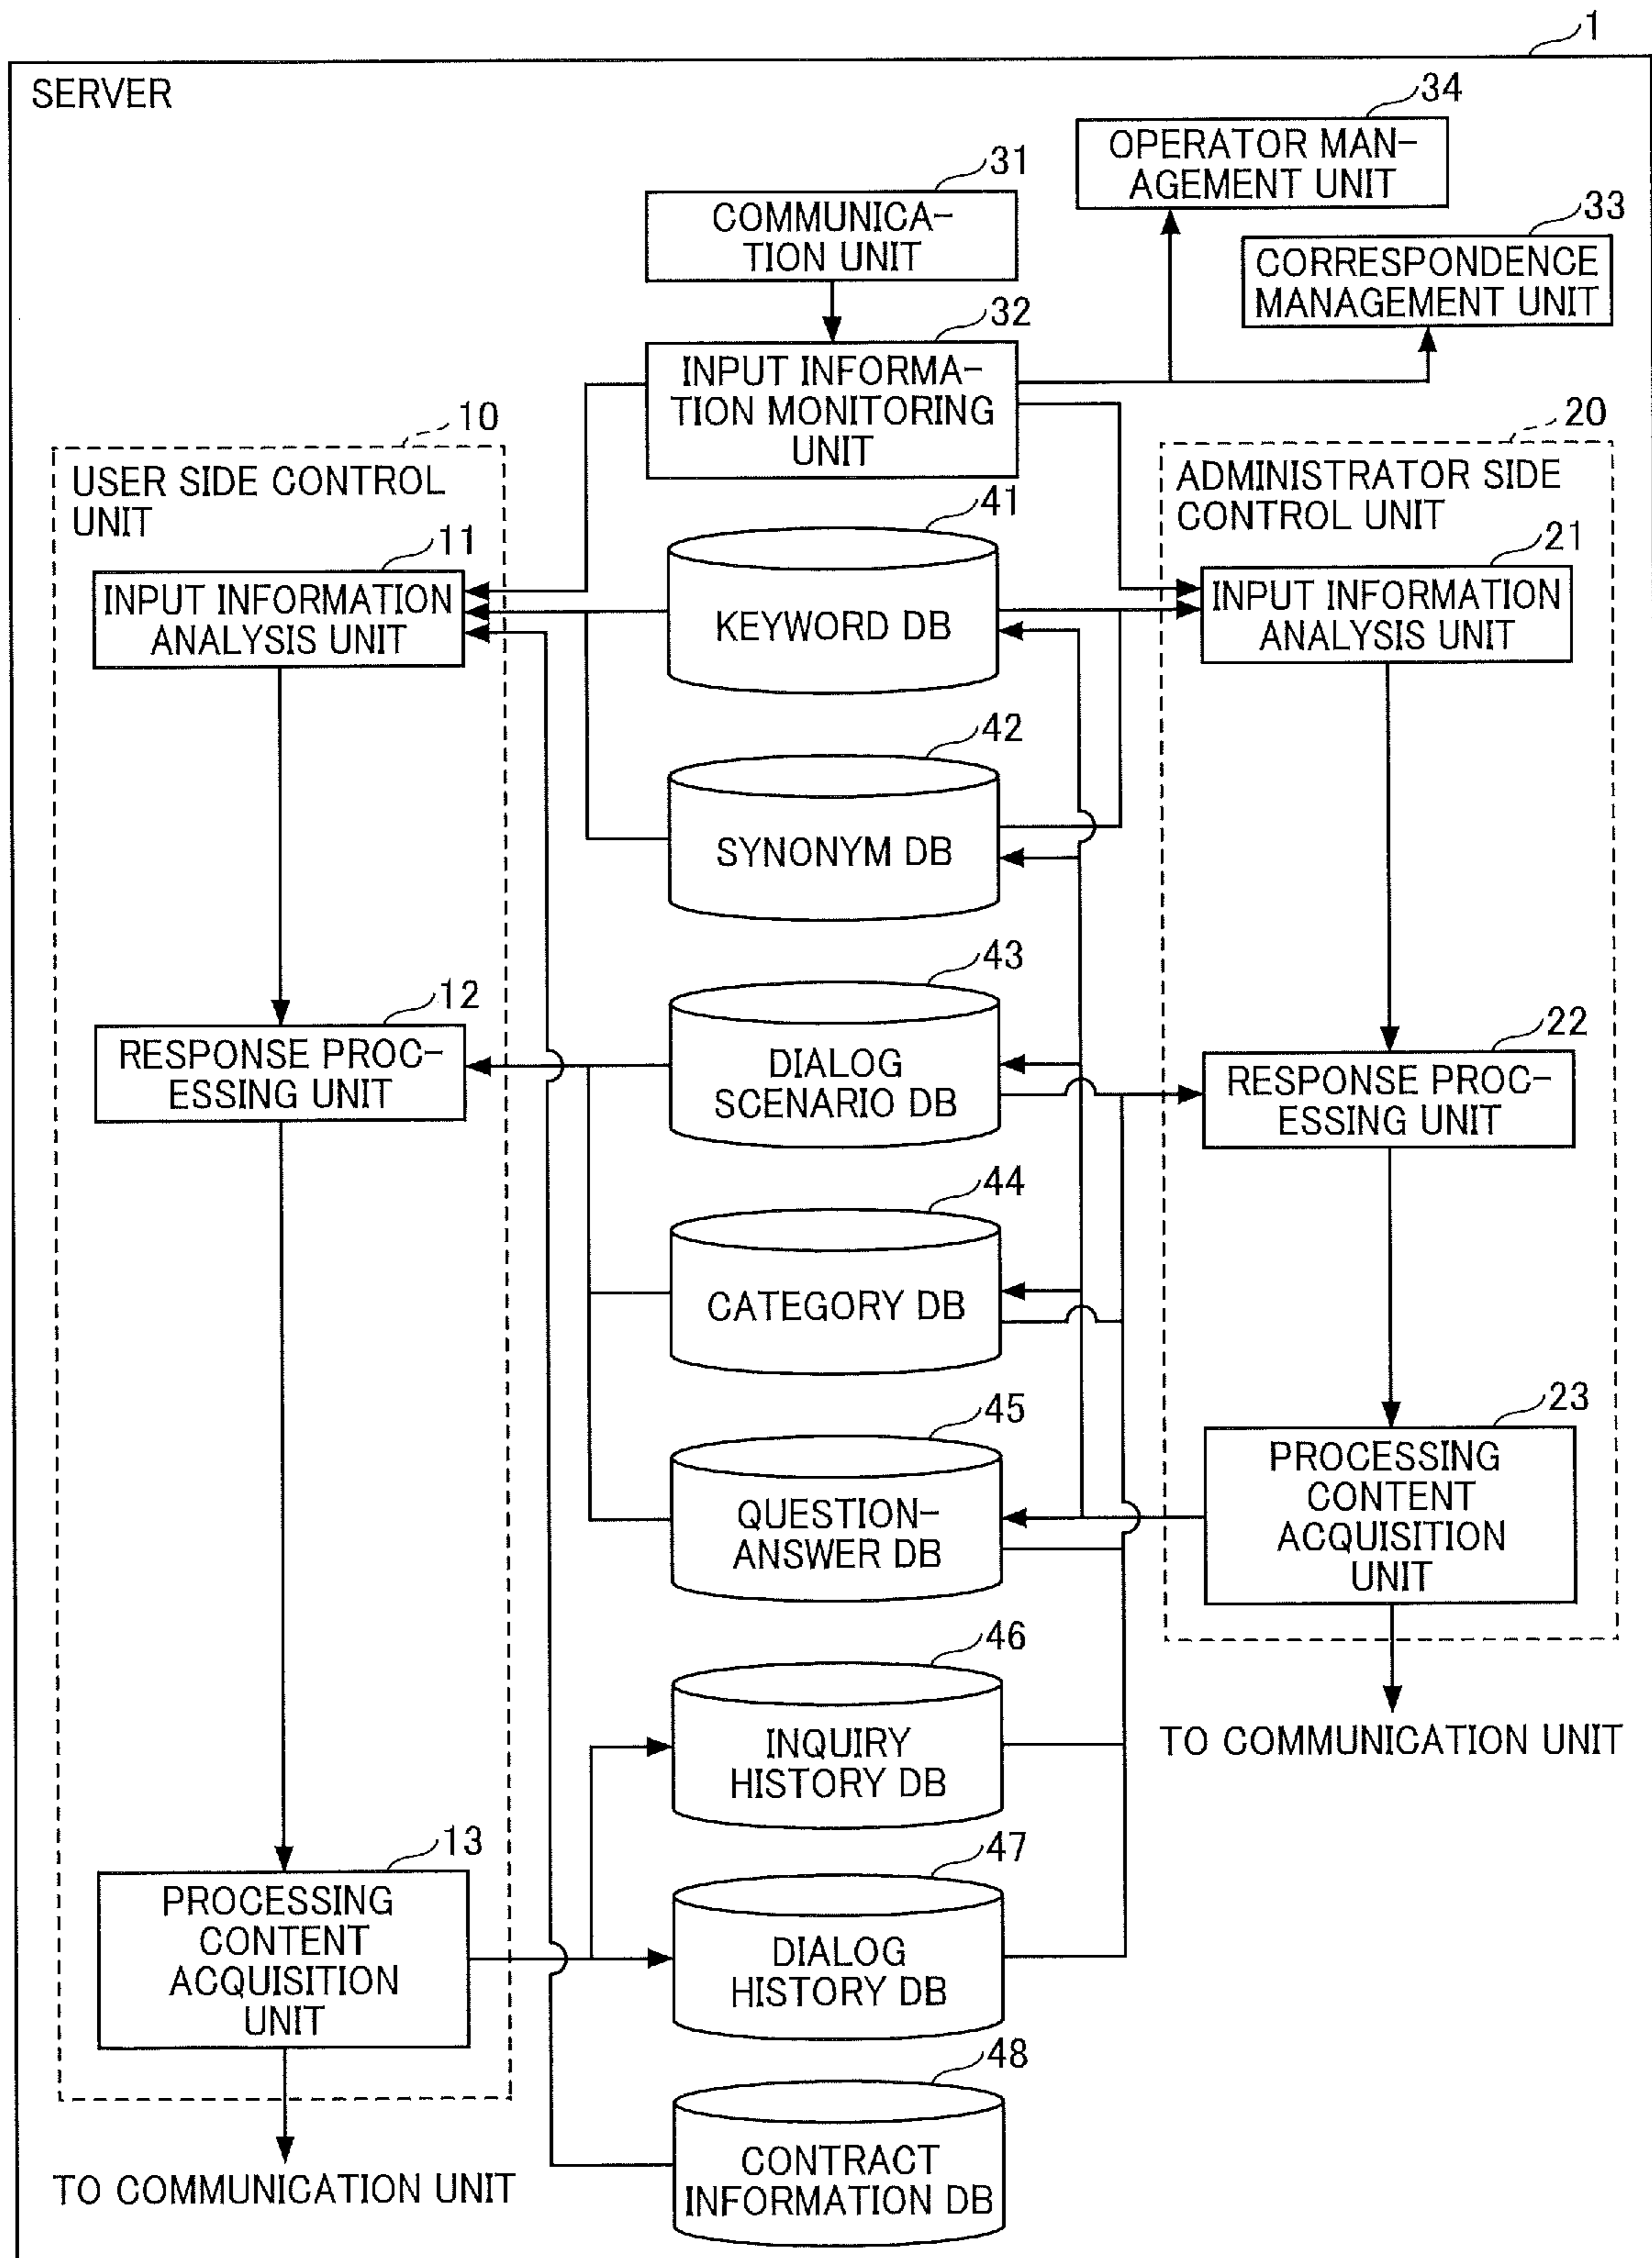 1
SERVER
34
OPERATOR MAN-
AGEMENT UNIT
31
COMMUNICA-
TION UNIT
33
CORRESPONDENCE
MANAGEMENT UNIT
32
INPUT INFORMA-
TION MONITORING
UNIT
10
USER SIDE CONTROL
UNIT
20
ADMINISTRATOR SIDE
CONTROL UNIT
11
INPUT INFORMATION
ANALYSIS UNIT
41
KEYWORD DB
21
INPUT INFORMATION
ANALYSIS UNIT
42
SYNONYM DB
12
RESPONSE PROC-
ESSING UNIT
43
DIALOG
SCENARIO DB
22
RESPONSE PROC-
ESSING UNIT
44
CATEGORY DB
45
QUESTION-
ANSWER DB
23
PROCESSING
CONTENT
ACQUISITION
UNIT
46
INQUIRY
HISTORY DB
TO COMMUNICATION UNIT
13
PROCESSING
CONTENT
ACQUISITION
UNIT
47
DIALOG
HISTORY DB
48
CONTRACT
INFORMATION DB
TO COMMUNICATION UNIT